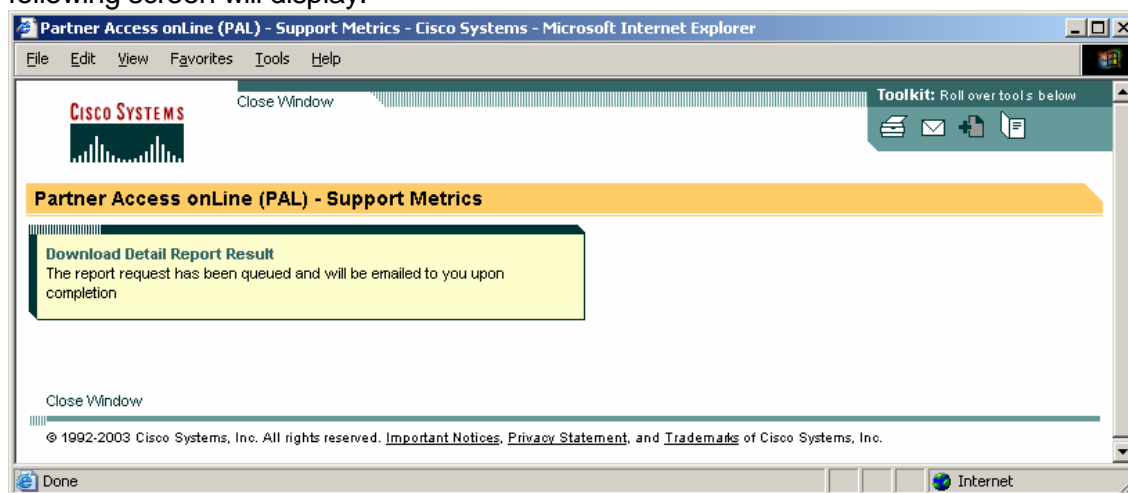 following screen will display.
Partner Access onLine (PAL) - Support Metrics - Cisco Systems - Microsoft Internet Explorer
File Edit View Favorites Tools Help
CISCO SYSTEMS
Close Window
Toolkit: Roll over tools below
Partner Access onLine (PAL) - Support Metrics
Download Detail Report Result
The report request has been queued and will be emailed to you upon
completion
Close Window
© 1992-2003 Cisco Systems, Inc. All rights reserved. Important Notices, Privacy Statement, and Trademarks of Cisco Systems, Inc.
Done
Internet